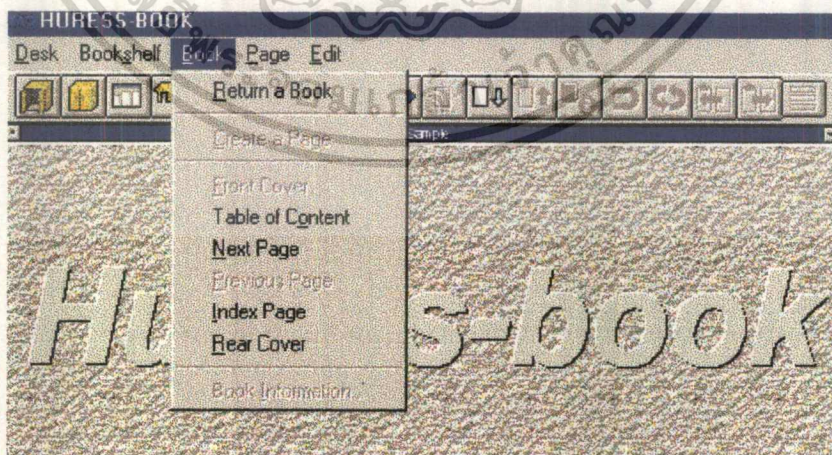 HURESS-BOOK
Desk Bookshelf Book Page Edit
Return a Book
Create a Page
sample
Front Cover
Table of Content
Next Page
Previous Page
Index Page
Rear Cover
Book Information...
Hu s-book